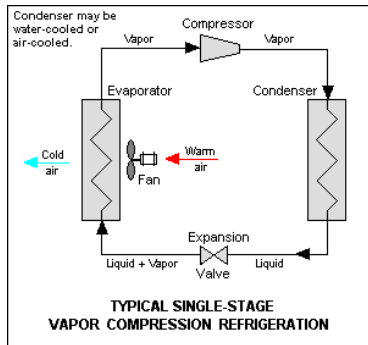 Condenser may be
water-cooled or
air-cooled.
Compressor
Vapor
Vapor
Evaporator
Condenser
Cold
air
Warm
air
Fan
Expansion
Valve
Liquid + Vapor
Liquid
TYPICAL SINGLE-STAGE
VAPOR COMPRESSION REFRIGERATION